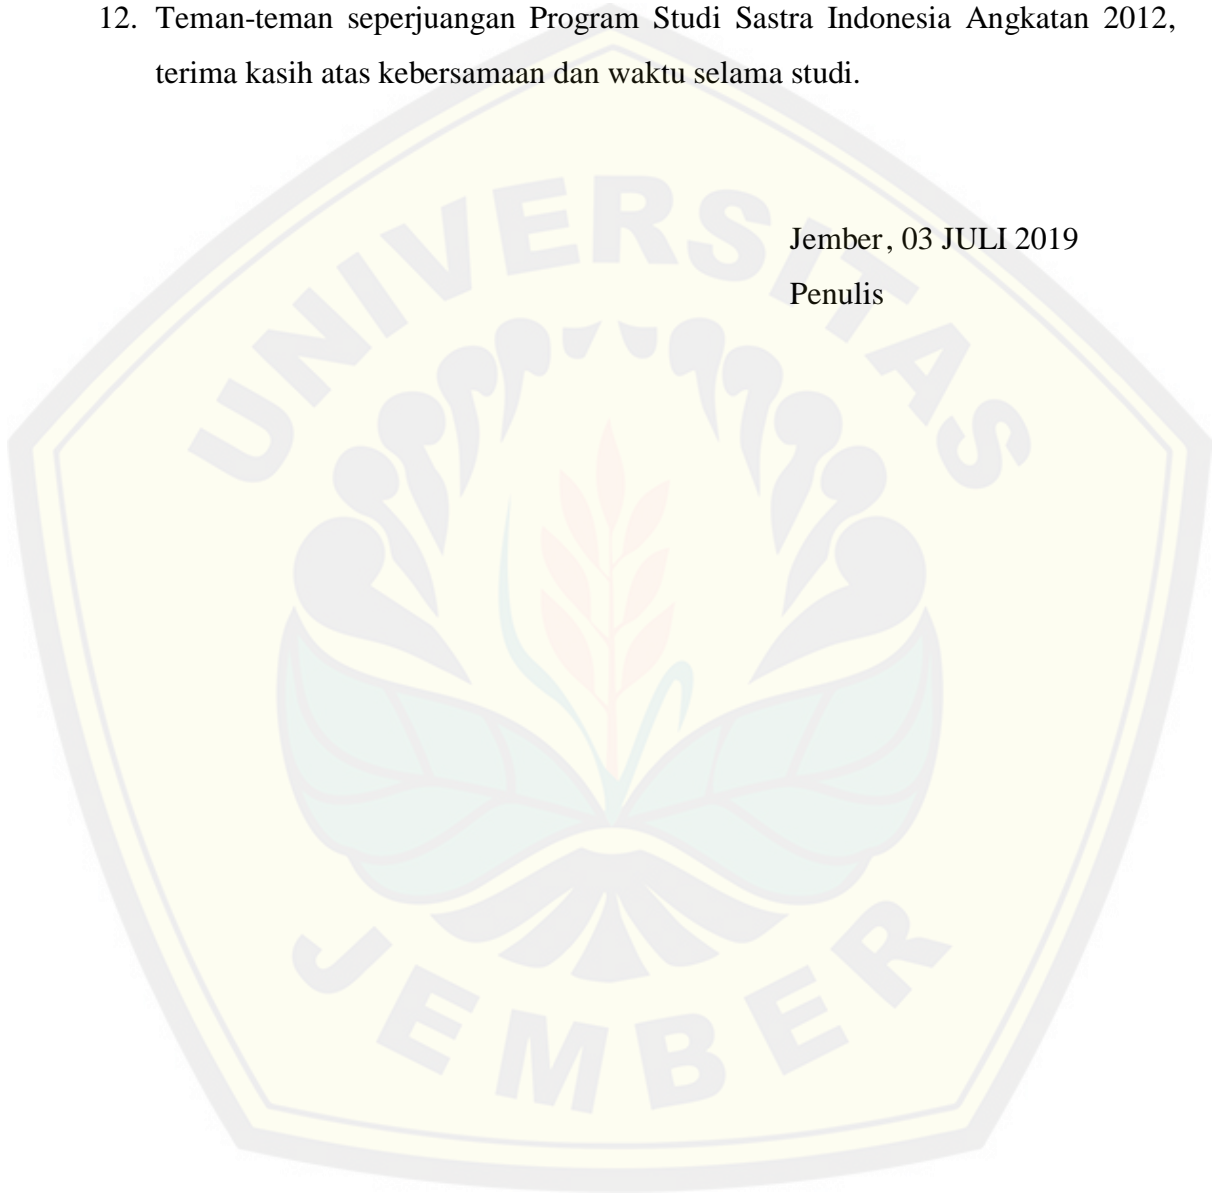 12. Teman-teman seperjuangan Program Studi Sastra Indonesia Angkatan 2012,
terima kasih atas kebersamaan dan waktu selama studi.
Jember, 03 JULI 2019
Penulis
UNIVERSITAS
JEMBER